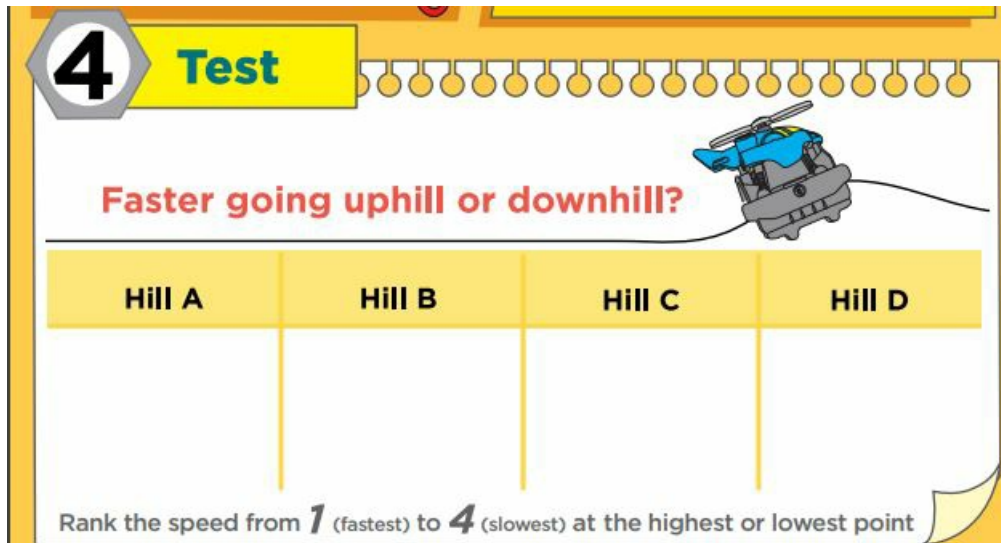 4 Test
Faster going uphill or downhill?
Hill A Hill B Hill C Hill D
Rank the speed from 1 (fastest) to 4 (slowest) at the highest or lowest point